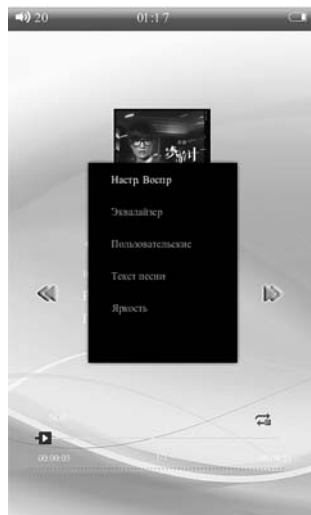 20 01:17
Настр. Воспр
Эквалайзер
Пользовательские
Текст песни
Яркость
00:00:05